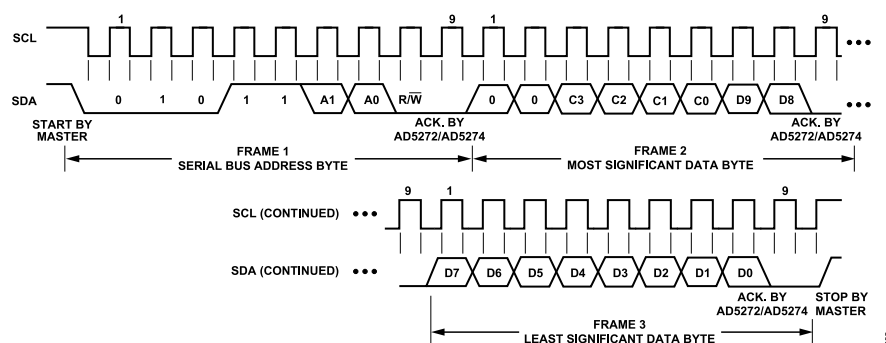 1 9 1 9
SCL
SDA 0 1 0 1 1 A1 A0 R/W̅ 0 0 C3 C2 C1 C0 D9 D8
START BY MASTER
ACK. BY AD5272/AD5274
ACK. BY AD5272/AD5274
FRAME 1
SERIAL BUS ADDRESS BYTE
FRAME 2
MOST SIGNIFICANT DATA BYTE
9 1 9
SCL (CONTINUED)
SDA (CONTINUED) D7 D6 D5 D4 D3 D2 D1 D0
ACK. BY AD5272/AD5274
STOP BY MASTER
FRAME 3
LEAST SIGNIFICANT DATA BYTE